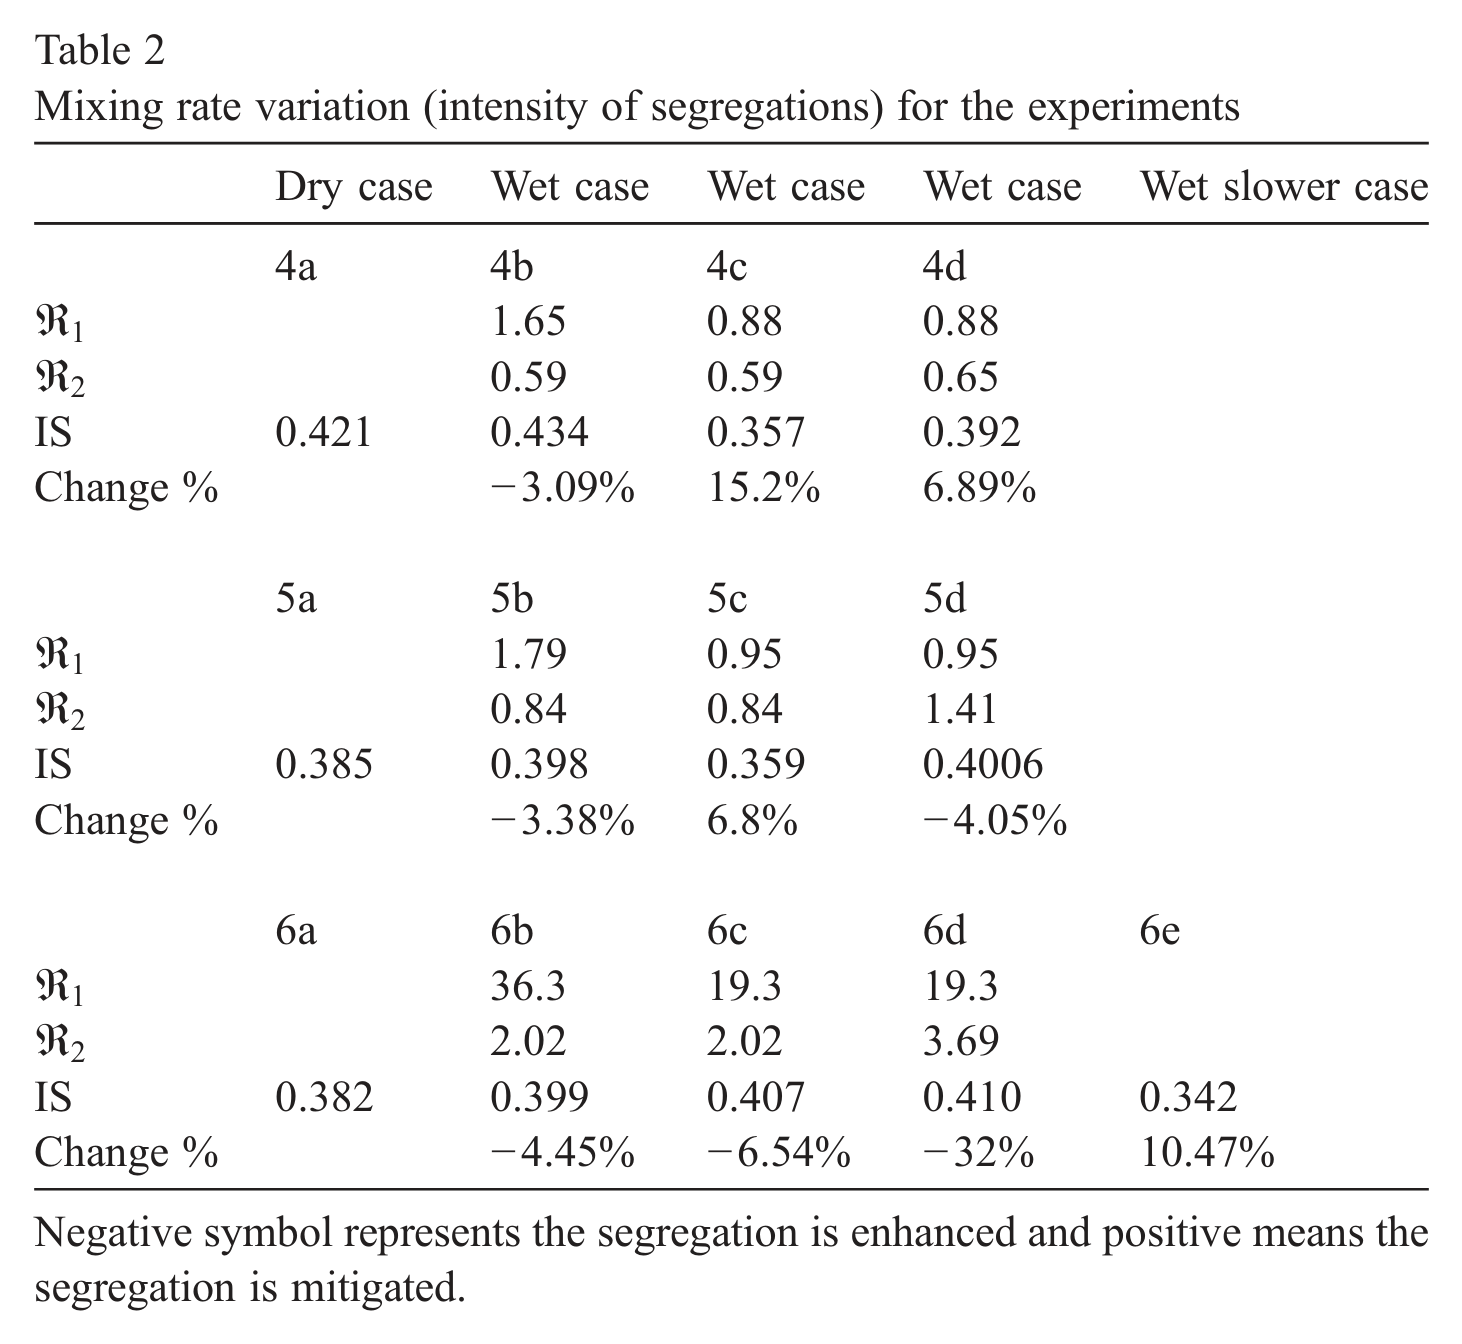 Table 2
Mixing rate variation (intensity of segregations) for the experiments
Dry case Wet case Wet case Wet case Wet slower case
4a 4b 4c 4d
ℜ1 1.65 0.88 0.88
ℜ2 0.59 0.59 0.65
IS 0.421 0.434 0.357 0.392
Change % −3.09% 15.2% 6.89%
5a 5b 5c 5d
ℜ1 1.79 0.95 0.95
ℜ2 0.84 0.84 1.41
IS 0.385 0.398 0.359 0.4006
Change % −3.38% 6.8% −4.05%
6a 6b 6c 6d 6e
ℜ1 36.3 19.3 19.3
ℜ2 2.02 2.02 3.69
IS 0.382 0.399 0.407 0.410 0.342
Change % −4.45% −6.54% −32% 10.47%
Negative symbol represents the segregation is enhanced and positive means the
segregation is mitigated.